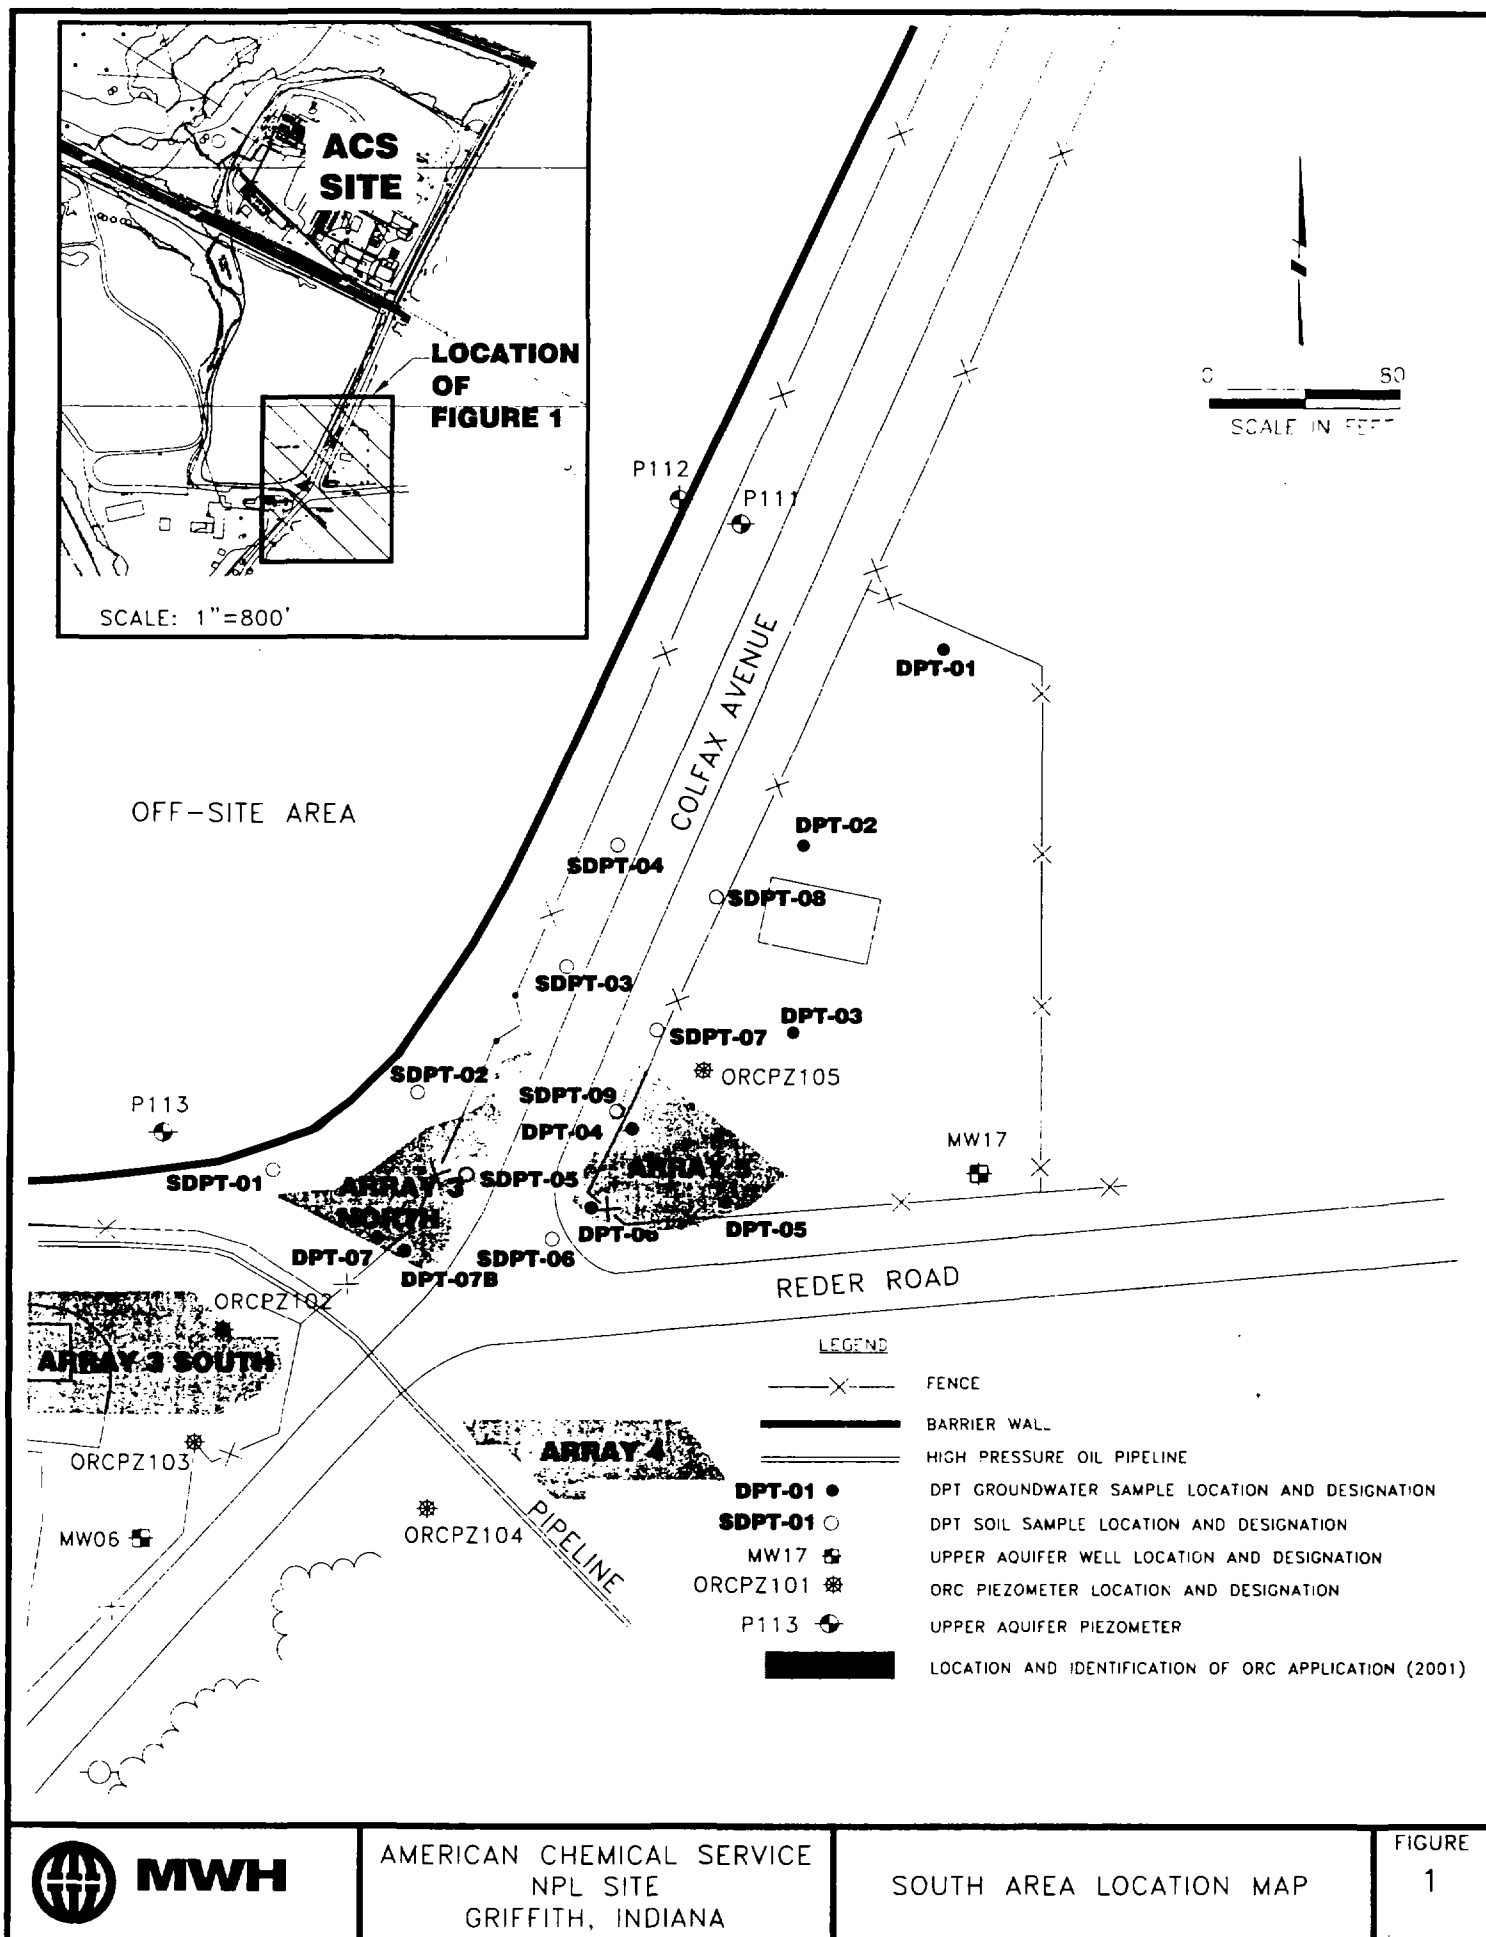 ACS
SITE
LOCATION
OF
FIGURE 1
SCALE: 1"=800'
0 80
SCALE IN FEET
P112
P111
DPT-01
COLFAX AVENUE
OFF-SITE AREA
DPT-02
SDPT-04
SDPT-08
SDPT-03
DPT-03
SDPT-07
SDPT-02
ORCPZ105
SDPT-09
P113
DPT-04
MW17
ARRAY 5
SDPT-01
ARRAY 3
NORTH
SDPT-05
DPT-06
DPT-05
DPT-07
SDPT-06
DPT-07B
REDER ROAD
ORCPZ102
ARRAY 3 SOUTH
ORCPZ103
ARRAY 4
MW06
ORCPZ104
PIPELINE
LEGEND
FENCE
BARRIER WALL
HIGH PRESSURE OIL PIPELINE
DPT-01 DPT GROUNDWATER SAMPLE LOCATION AND DESIGNATION
SDPT-01 DPT SOIL SAMPLE LOCATION AND DESIGNATION
MW17 UPPER AQUIFER WELL LOCATION AND DESIGNATION
ORCPZ101 ORC PIEZOMETER LOCATION AND DESIGNATION
P113 UPPER AQUIFER PIEZOMETER
LOCATION AND IDENTIFICATION OF ORC APPLICATION (2001)
MWH
AMERICAN CHEMICAL SERVICE
NPL SITE
GRIFFITH, INDIANA
SOUTH AREA LOCATION MAP
FIGURE
1